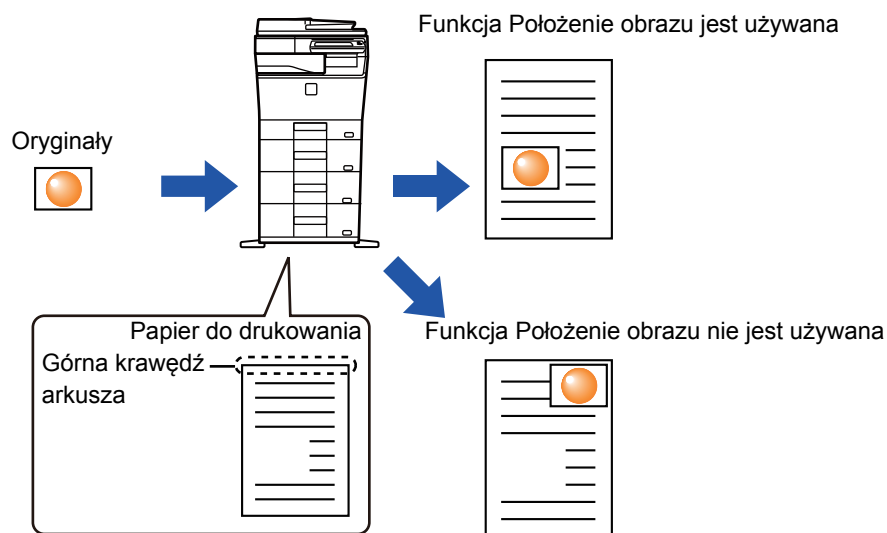 Funkcja Położenie obrazu jest używana
Oryginały
Papier do drukowania
Górna krawędź
arkusza
Funkcja Położenie obrazu nie jest używana